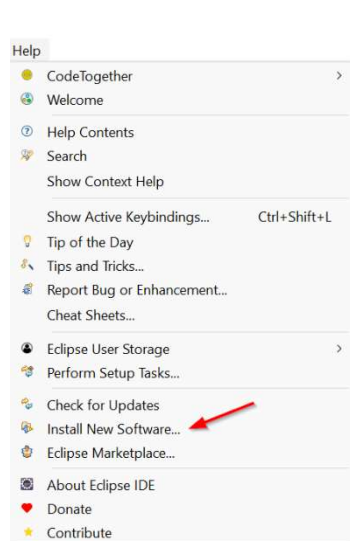 Help
CodeTogether >
Welcome
Help Contents
Search
Show Context Help
Show Active Keybindings... Ctrl+Shift+L
Tip of the Day
Tips and Tricks...
Report Bug or Enhancement...
Cheat Sheets...
Eclipse User Storage >
Perform Setup Tasks...
Check for Updates
Install New Software...
Eclipse Marketplace...
About Eclipse IDE
Donate
Contribute